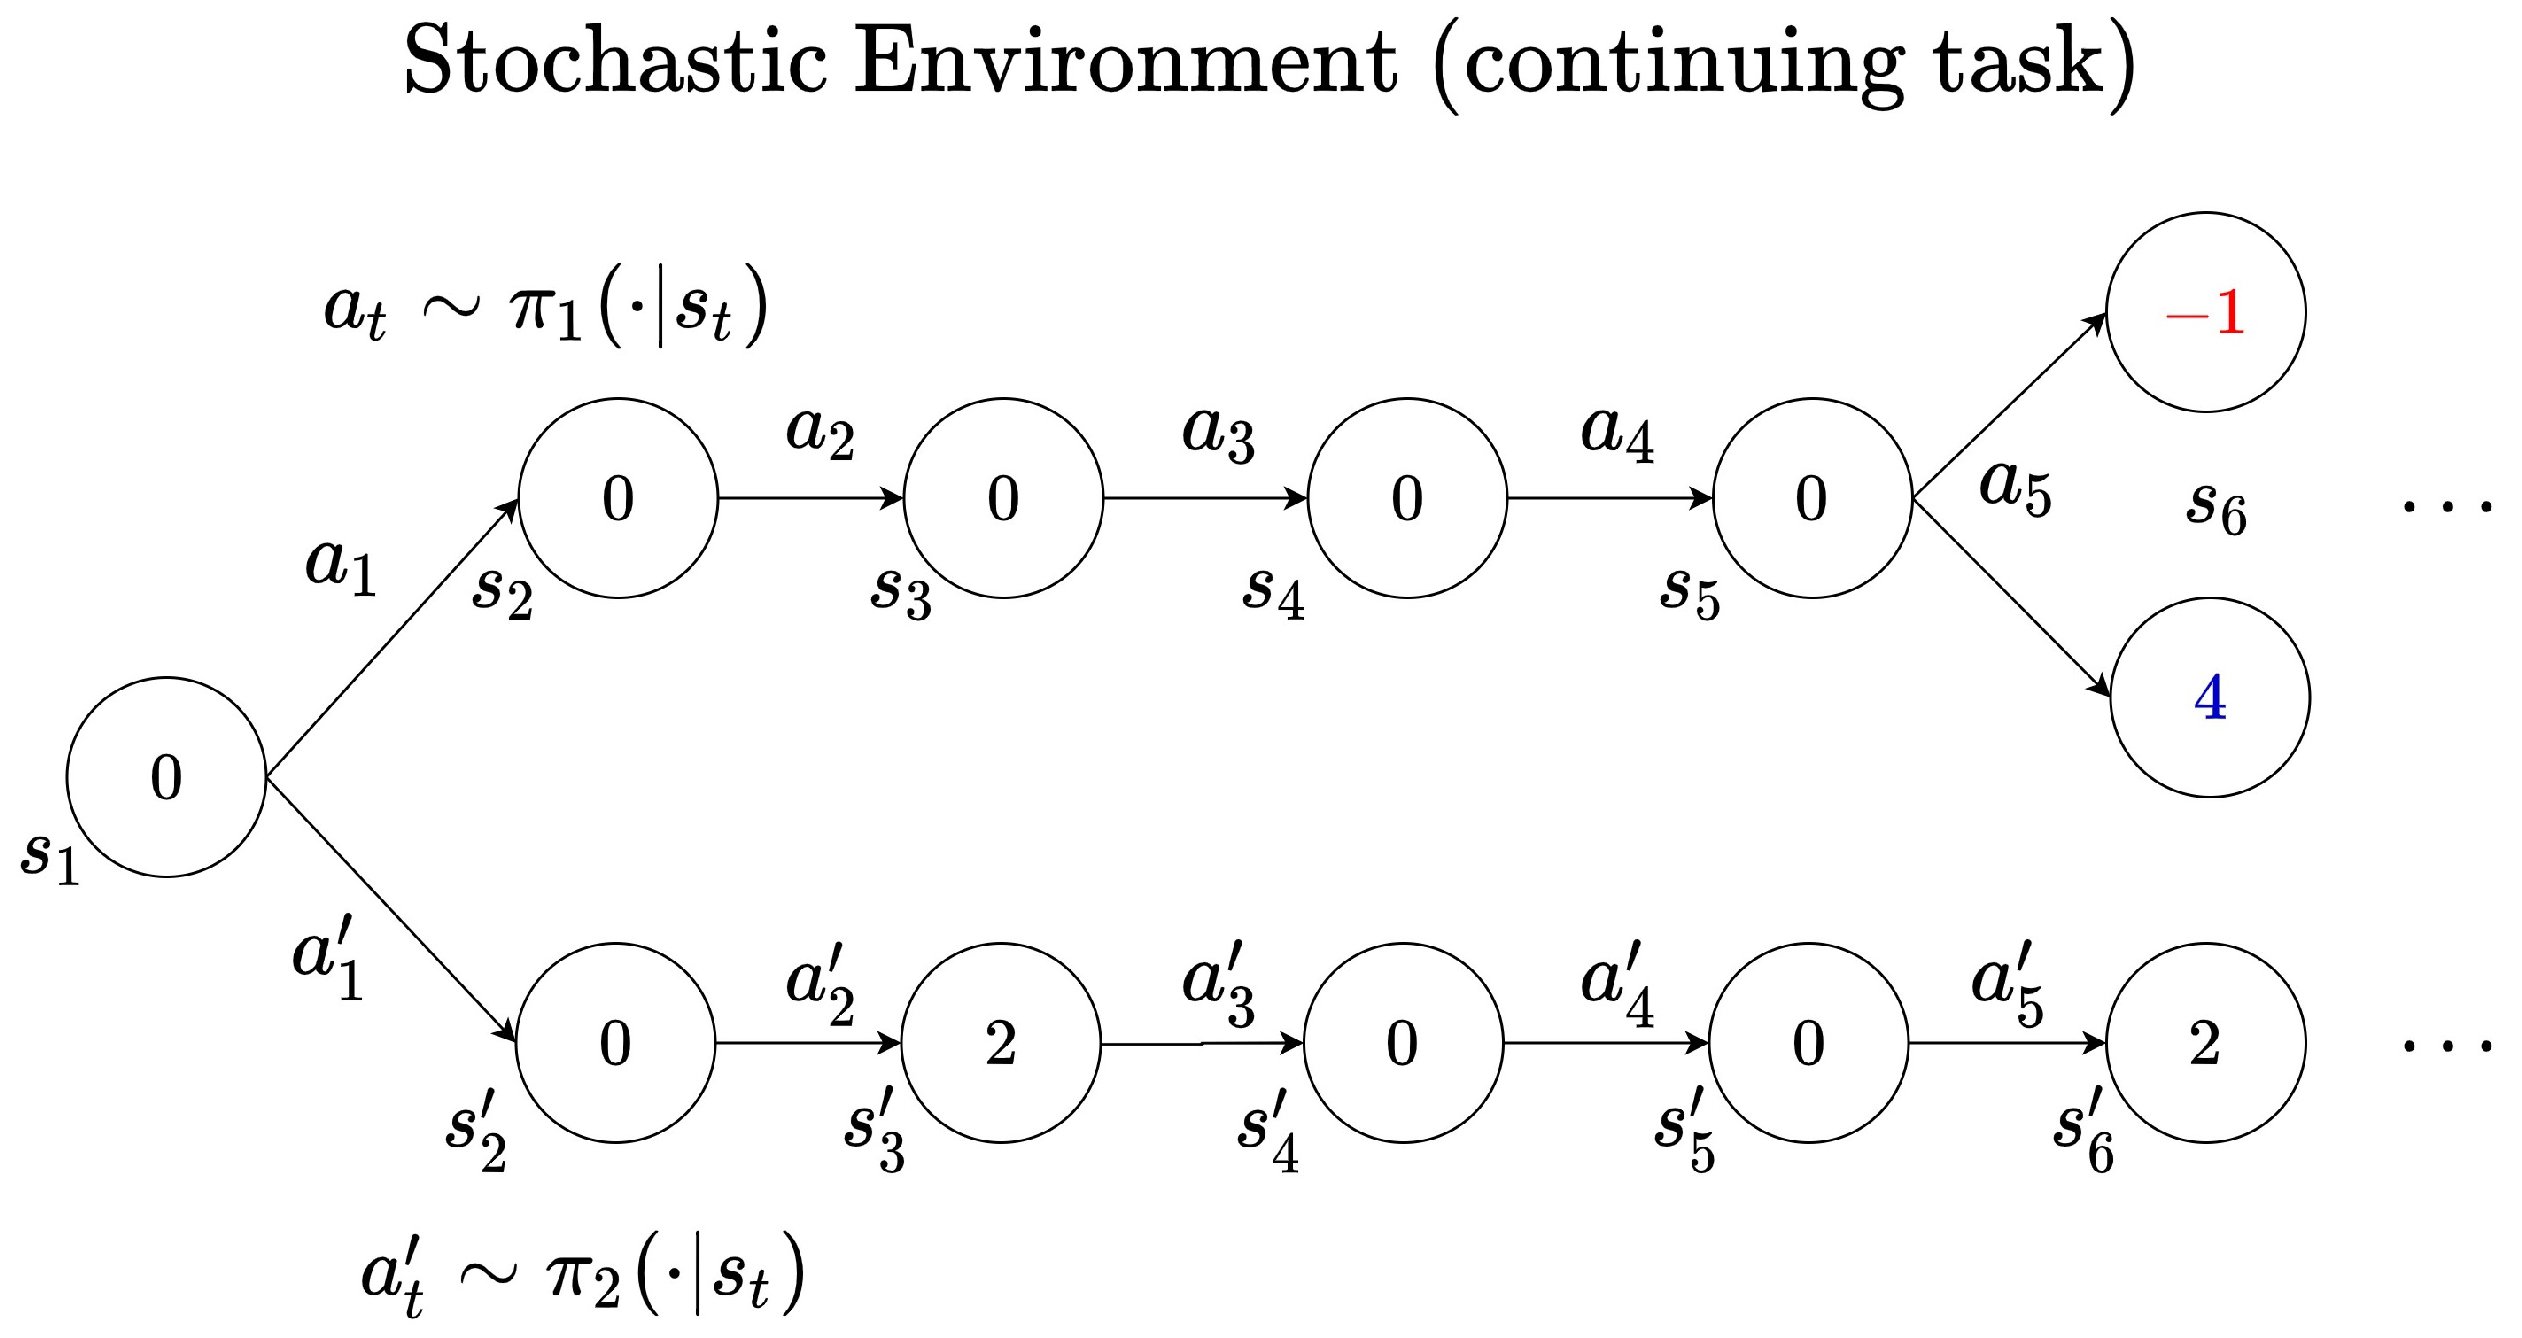 Stochastic Environment (continuing task)
a_t ∼ π_1(·|s_t)
−1
a_1
a_2
a_3
a_4
a_5
0
0
0
0
s_2
s_3
s_4
s_5
s_6
···
4
0
s_1
a′_1
a′_2
a′_3
a′_4
a′_5
0
2
0
0
2
···
s′_2
s′_3
s′_4
s′_5
s′_6
a′_t ∼ π_2(·|s_t)